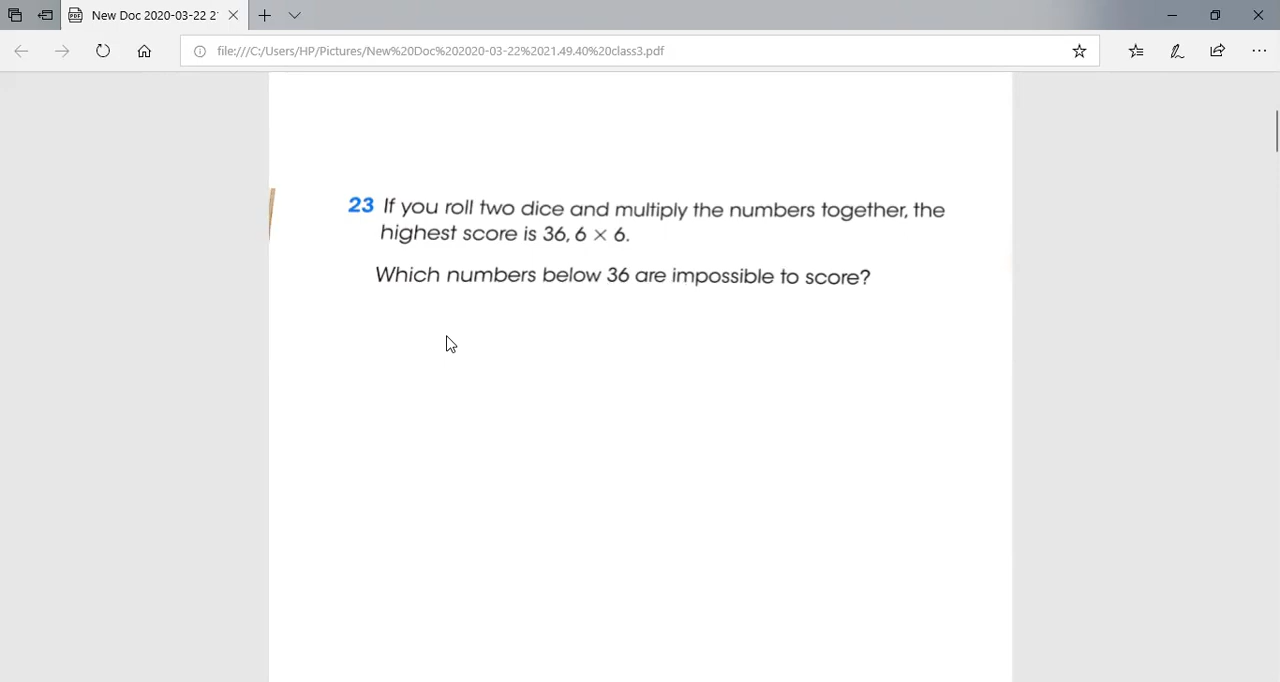 New Doc 2020-03-22 2
file:///C:/Users/HP/Pictures/New%20Doc%202020-03-22%2021.49.40%20class3.pdf
23 If you roll two dice and multiply the numbers together, the
highest score is 36, 6 × 6.
Which numbers below 36 are impossible to score?